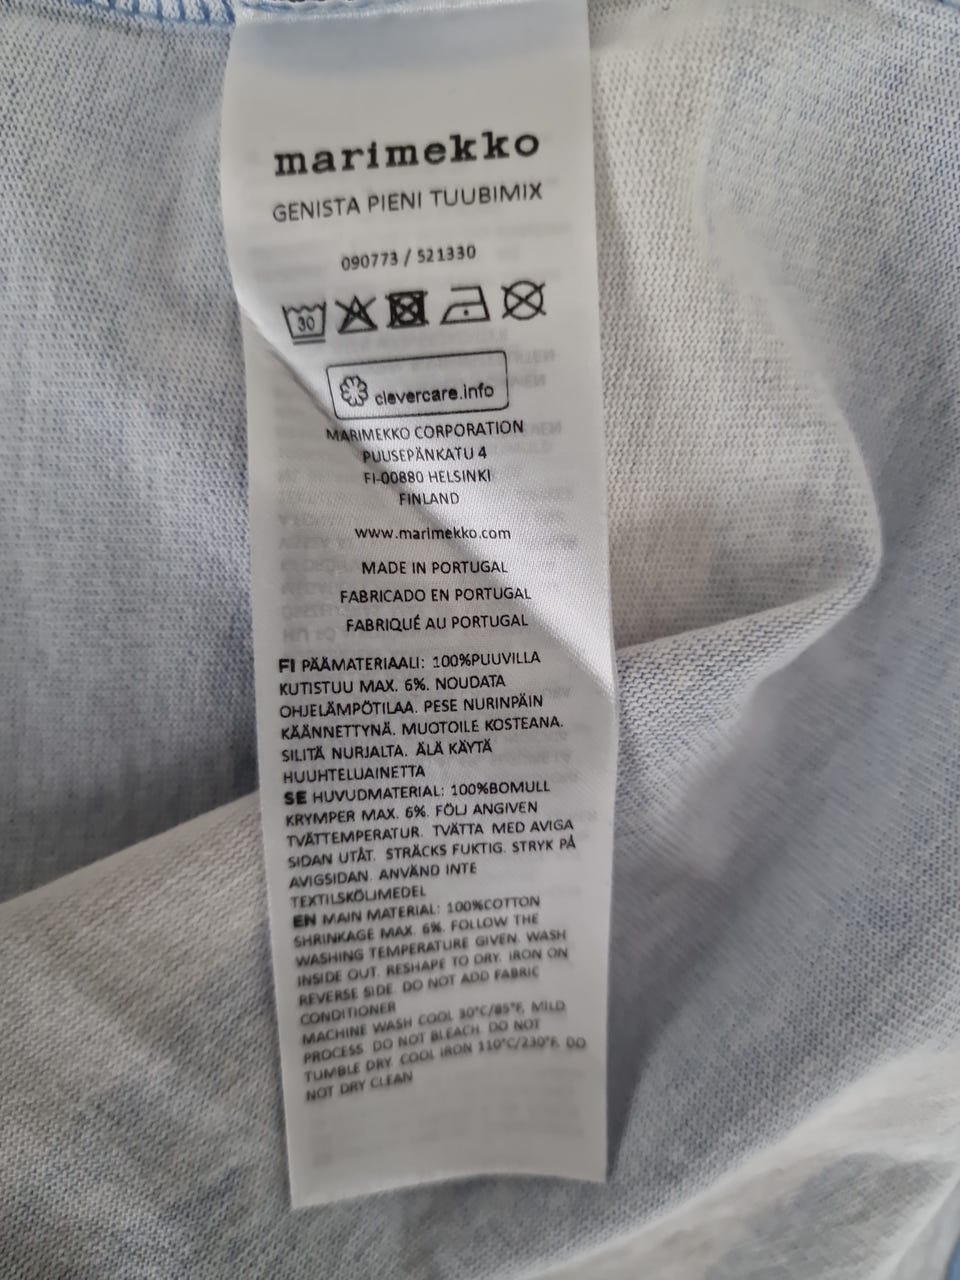 marimekko
GENISTA PIENI TUUBIMIX
090773 / 521330
30
clevercare.info
MARIMEKKO CORPORATION
PUUSEPÄNKATU 4
FI-00880 HELSINKI
FINLAND
www.marimekko.com
MADE IN PORTUGAL
FABRICADO EN PORTUGAL
FABRIQUÉ AU PORTUGAL
FI PÄÄMATERIAALI: 100%PUUVILLA
KUTISTUU MAX. 6%. NOUDATA
OHJELÄMPÖTILAA. PESE NURINPÄIN
KÄÄNNETTYNÄ. MUOTOILE KOSTEANA.
SILITÄ NURJALTA. ÄLÄ KÄYTÄ
HUUHTELUAINETTA
SE HUVUDMATERIAL: 100%BOMULL
KRYMPER MAX. 6%. FÖLJ ANGIVEN
TVÄTTEMPERATUR. TVÄTTA MED AVIGA
SIDAN UTÅT. STRÄCKS FUKTIG. STRYK PÅ
AVIGSIDAN. ANVÄND INTE
TEXTILSKÖLJMEDEL
EN MAIN MATERIAL: 100%COTTON
SHRINKAGE MAX. 6%. FOLLOW THE
WASHING TEMPERATURE GIVEN. WASH
INSIDE OUT. RESHAPE TO DRY. IRON ON
REVERSE SIDE. DO NOT ADD FABRIC
CONDITIONER
MACHINE WASH COOL 30°C/85°F, MILD
PROCESS. DO NOT BLEACH. DO NOT
TUMBLE DRY. COOL IRON 110°C/230°F. DO
NOT DRY CLEAN